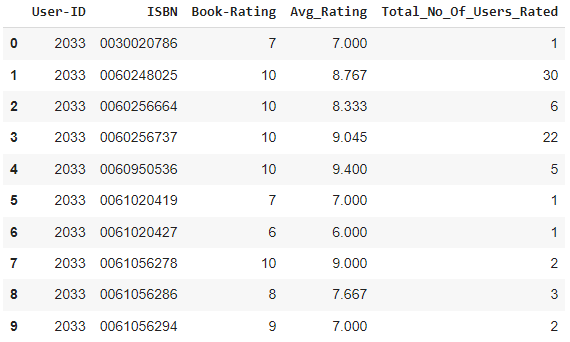 User-ID ISBN Book-Rating Avg_Rating Total_No_Of_Users_Rated
0 2033 0030020786 7 7.000 1
1 2033 0060248025 10 8.767 30
2 2033 0060256664 10 8.333 6
3 2033 0060256737 10 9.045 22
4 2033 0060950536 10 9.400 5
5 2033 0061020419 7 7.000 1
6 2033 0061020427 6 6.000 1
7 2033 0061056278 10 9.000 2
8 2033 0061056286 8 7.667 3
9 2033 0061056294 9 7.000 2